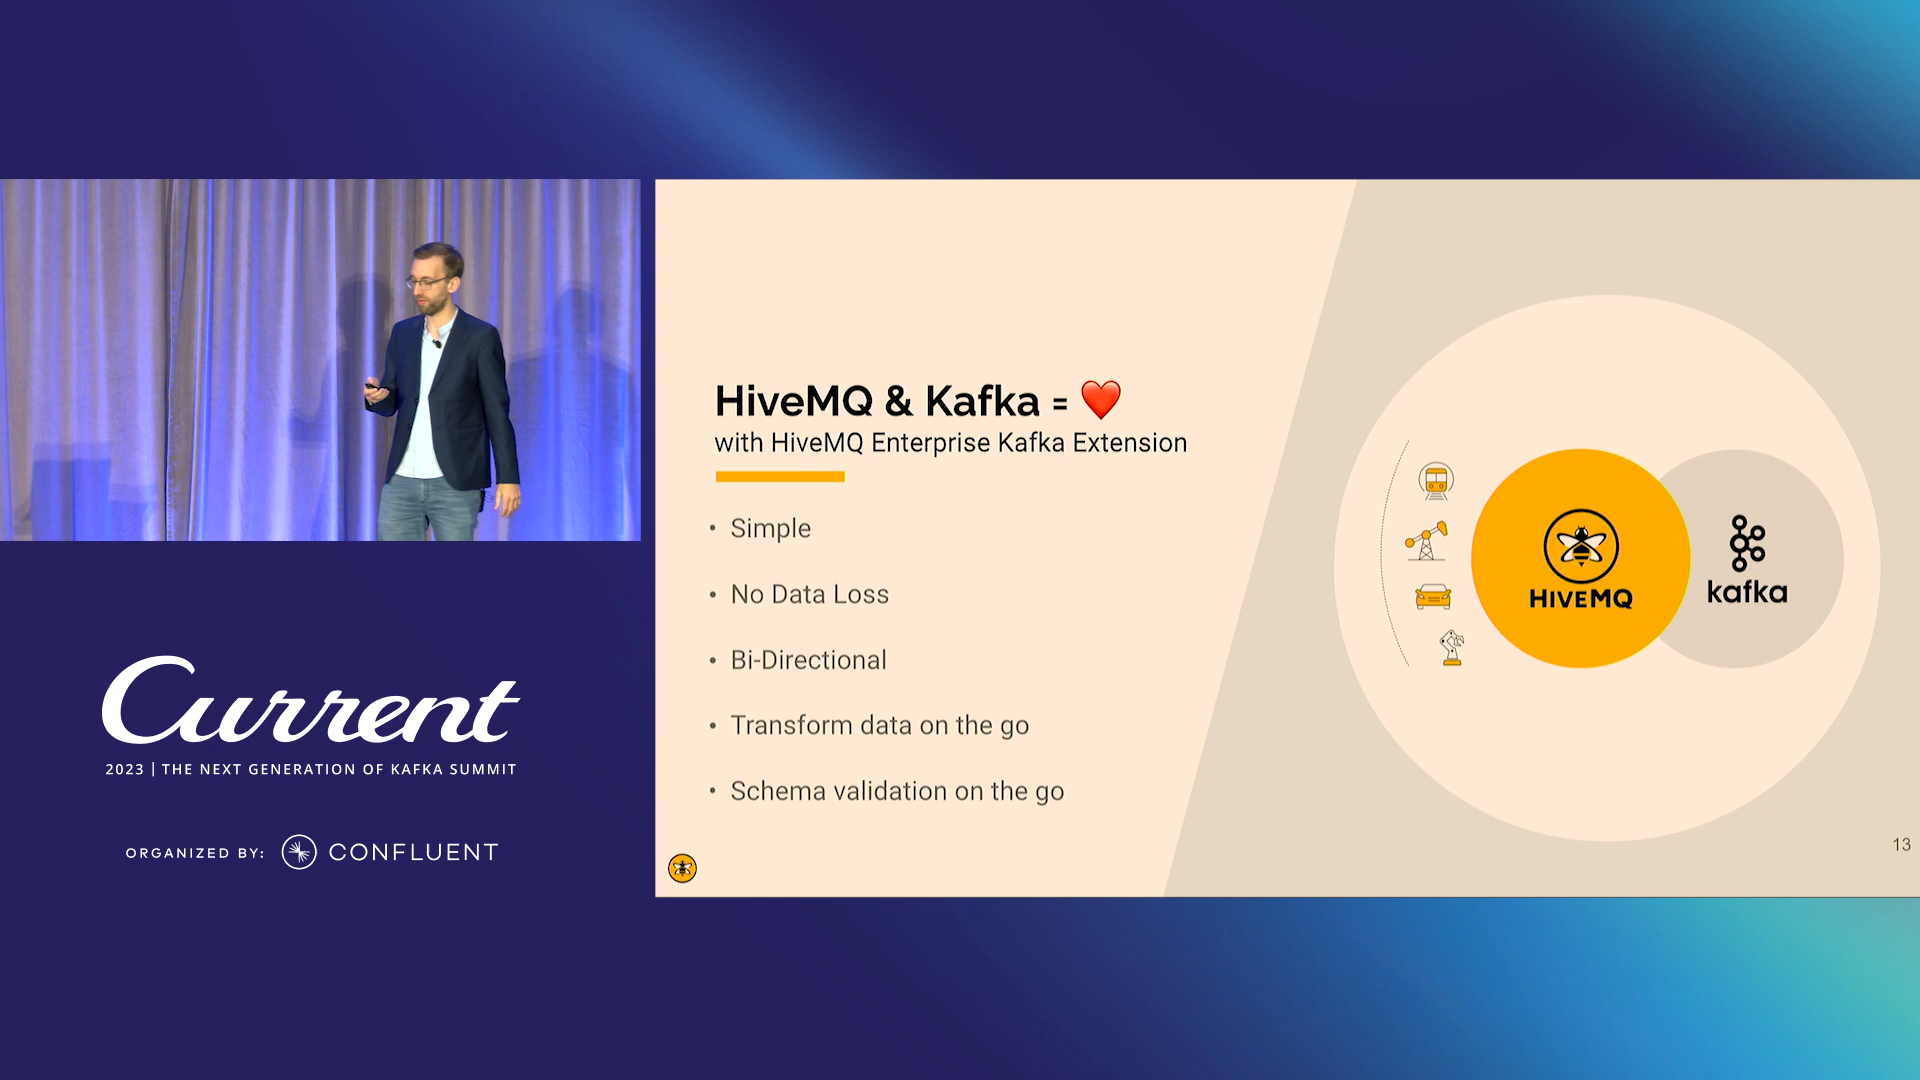 HiveMQ & Kafka = ❤️
with HiveMQ Enterprise Kafka Extension
• Simple
• No Data Loss
• Bi-Directional
• Transform data on the go
• Schema validation on the go
HIVEMQ
kafka
13
Current
2023 | THE NEXT GENERATION OF KAFKA SUMMIT
ORGANIZED BY: CONFLUENT